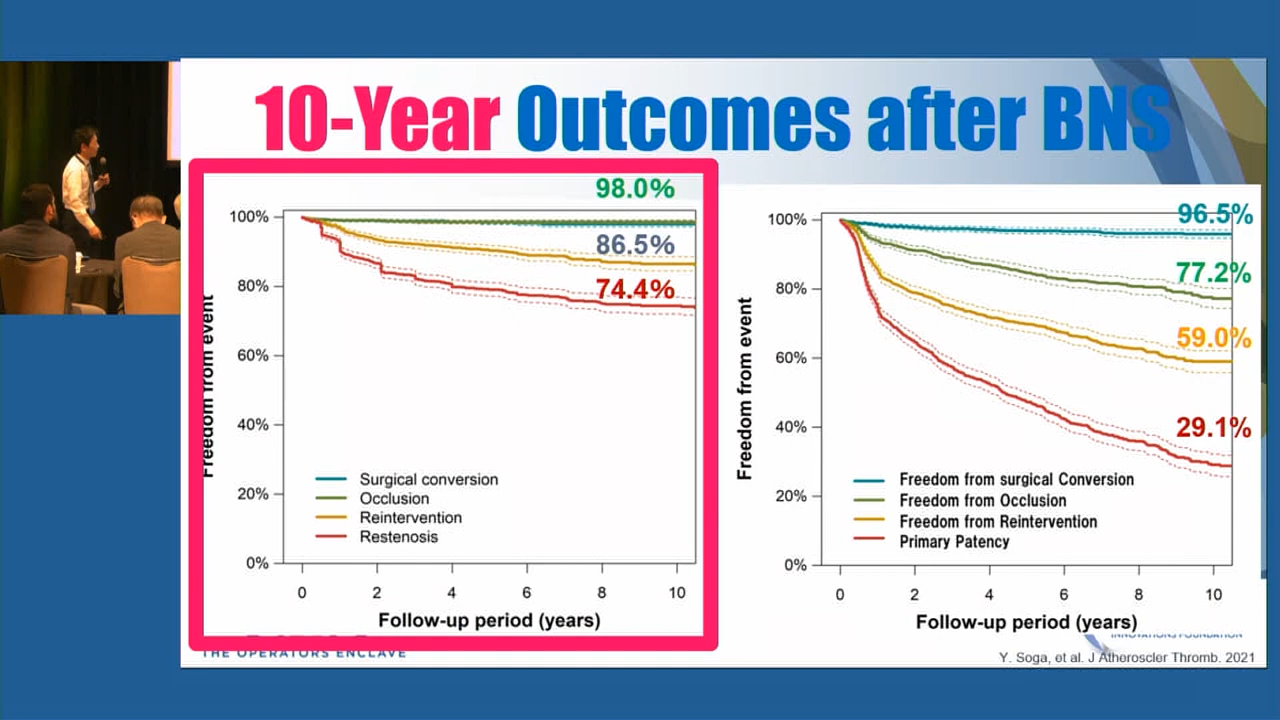 10-Year Outcomes after BNS
98.0%
86.5%
74.4%
100%
80%
60%
40%
20%
0%
Freedom from event
Surgical conversion
Occlusion
Reintervention
Restenosis
0 2 4 6 8 10
Follow-up period (years)
96.5%
77.2%
59.0%
29.1%
100%
80%
60%
40%
20%
0%
Freedom from event
Freedom from surgical Conversion
Freedom from Occlusion
Freedom from Reintervention
Primary Patency
0 2 4 6 8 10
Follow-up period (years)
THE OPERATORS ENCLAVE
INNOVATIONS FOUNDATION
Y. Soga, et al. J Atheroscler Thromb. 2021